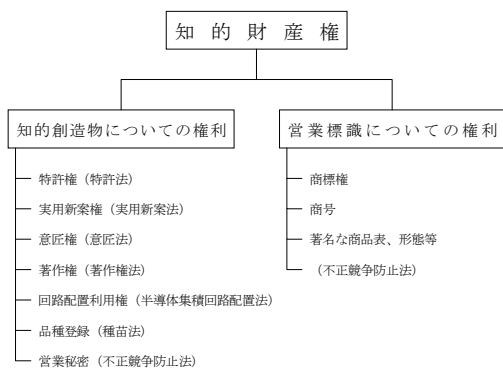 知的財産権
知的創造物についての権利
特許権（特許法）
実用新案権（実用新案法）
意匠権（意匠法）
著作権（著作権法）
回路配置利用権（半導体集積回路配置法）
品種登録（種苗法）
営業秘密（不正競争防止法）
営業標識についての権利
商標権
商号
著名な商品表、形態等
（不正競争防止法）